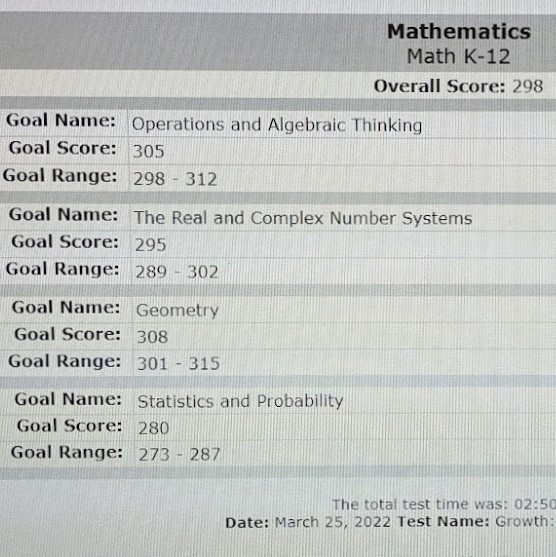 Mathematics
Math K-12
Overall Score: 298
Goal Name: Operations and Algebraic Thinking
Goal Score: 305
Goal Range: 298 - 312
Goal Name: The Real and Complex Number Systems
Goal Score: 295
Goal Range: 289 - 302
Goal Name: Geometry
Goal Score: 308
Goal Range: 301 - 315
Goal Name: Statistics and Probability
Goal Score: 280
Goal Range: 273 - 287
The total test time was: 02:50
Date: March 25, 2022 Test Name: Growth: